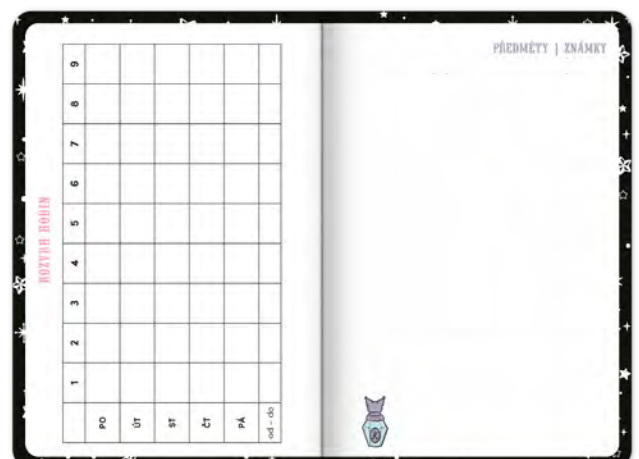 ROZVRH HODIN
1 2 3 4 5 6 7 8 9
PO
ÚT
ST
ČT
PÁ
od – do
PŘEDMĚTY | ZNÁMKY